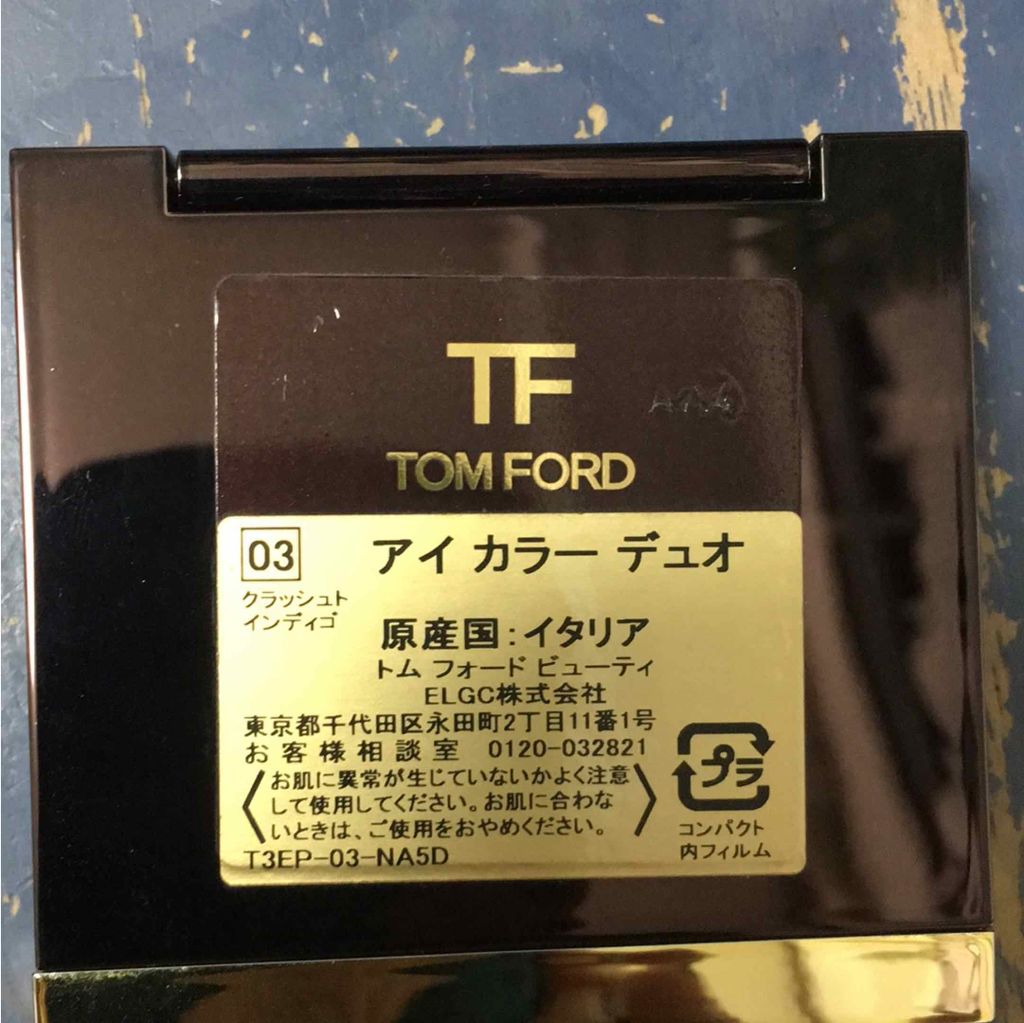 TF
TOM FORD
03 アイ カラー デュオ
クラッシュト
インディゴ
原産国:イタリア
トム フォード ビューティ
ELGC株式会社
東京都千代田区永田町2丁目11番1号
お客様相談室 0120-032821
お肌に異常が生じていないかよく注意
して使用してください。お肌に合わな
いときは、ご使用をおやめください。
T3EP-03-NA5D
プラ
コンパクト
内フィルム